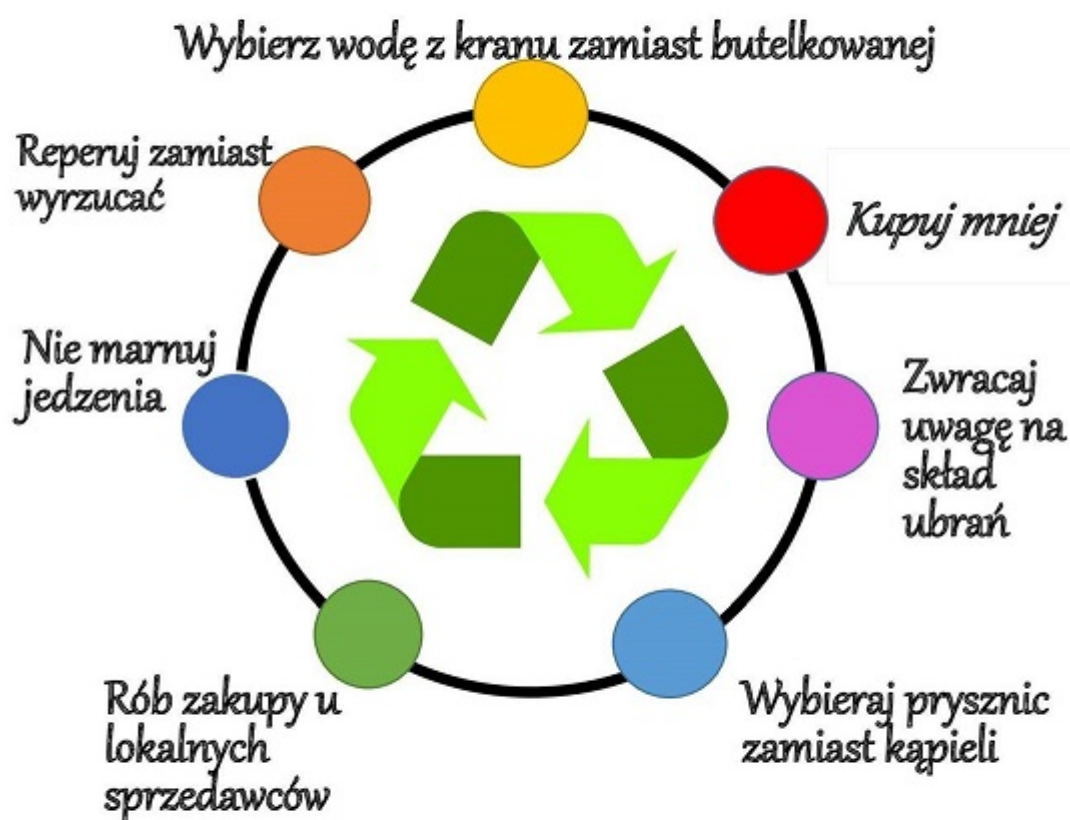 Wybierz wodę z kranu zamiast butelkowanej
Reperuj zamiast
wyrzucać
Kupuj mniej
Nie marnuj
jedzenia
Zwracaj
uwagę na
skład
ubrań
Rób zakupy u
lokalnych
sprzedawców
Wybieraj prysznic
zamiast kąpieli